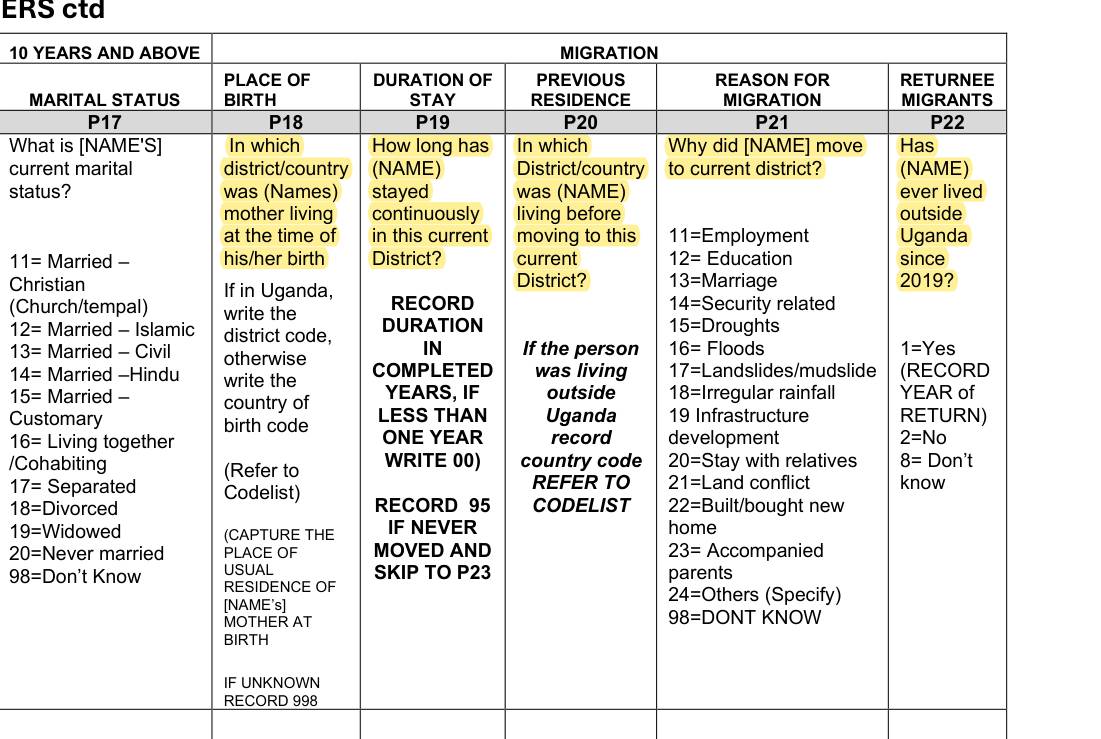 ERS ctd
10 YEARS AND ABOVE
MIGRATION
MARITAL STATUS
PLACE OF
BIRTH
DURATION OF
STAY
PREVIOUS
RESIDENCE
REASON FOR
MIGRATION
RETURNEE
MIGRANTS
P17
P18
P19
P20
P21
P22
What is [NAME'S]
current marital
status?
11= Married –
Christian
(Church/tempal)
12= Married – Islamic
13= Married – Civil
14= Married –Hindu
15= Married –
Customary
16= Living together
/Cohabiting
17= Separated
18=Divorced
19=Widowed
20=Never married
98=Don't Know
In which
district/country
was (Names)
mother living
at the time of
his/her birth
If in Uganda,
write the
district code,
otherwise
write the
country of
birth code
(Refer to
Codelist)
(CAPTURE THE
PLACE OF
USUAL
RESIDENCE OF
[NAME's]
MOTHER AT
BIRTH
IF UNKNOWN
RECORD 998
How long has
(NAME)
stayed
continuously
in this current
District?
RECORD
DURATION
IN
COMPLETED
YEARS, IF
LESS THAN
ONE YEAR
WRITE 00)
RECORD 95
IF NEVER
MOVED AND
SKIP TO P23
In which
District/country
was (NAME)
living before
moving to this
current
District?
If the person
was living
outside
Uganda
record
country code
REFER TO
CODELIST
Why did [NAME] move
to current district?
11=Employment
12= Education
13=Marriage
14=Security related
15=Droughts
16= Floods
17=Landslides/mudslide
18=Irregular rainfall
19 Infrastructure
development
20=Stay with relatives
21=Land conflict
22=Built/bought new
home
23= Accompanied
parents
24=Others (Specify)
98=DONT KNOW
Has
(NAME)
ever lived
outside
Uganda
since
2019?
1=Yes
(RECORD
YEAR of
RETURN)
2=No
8= Don't
know